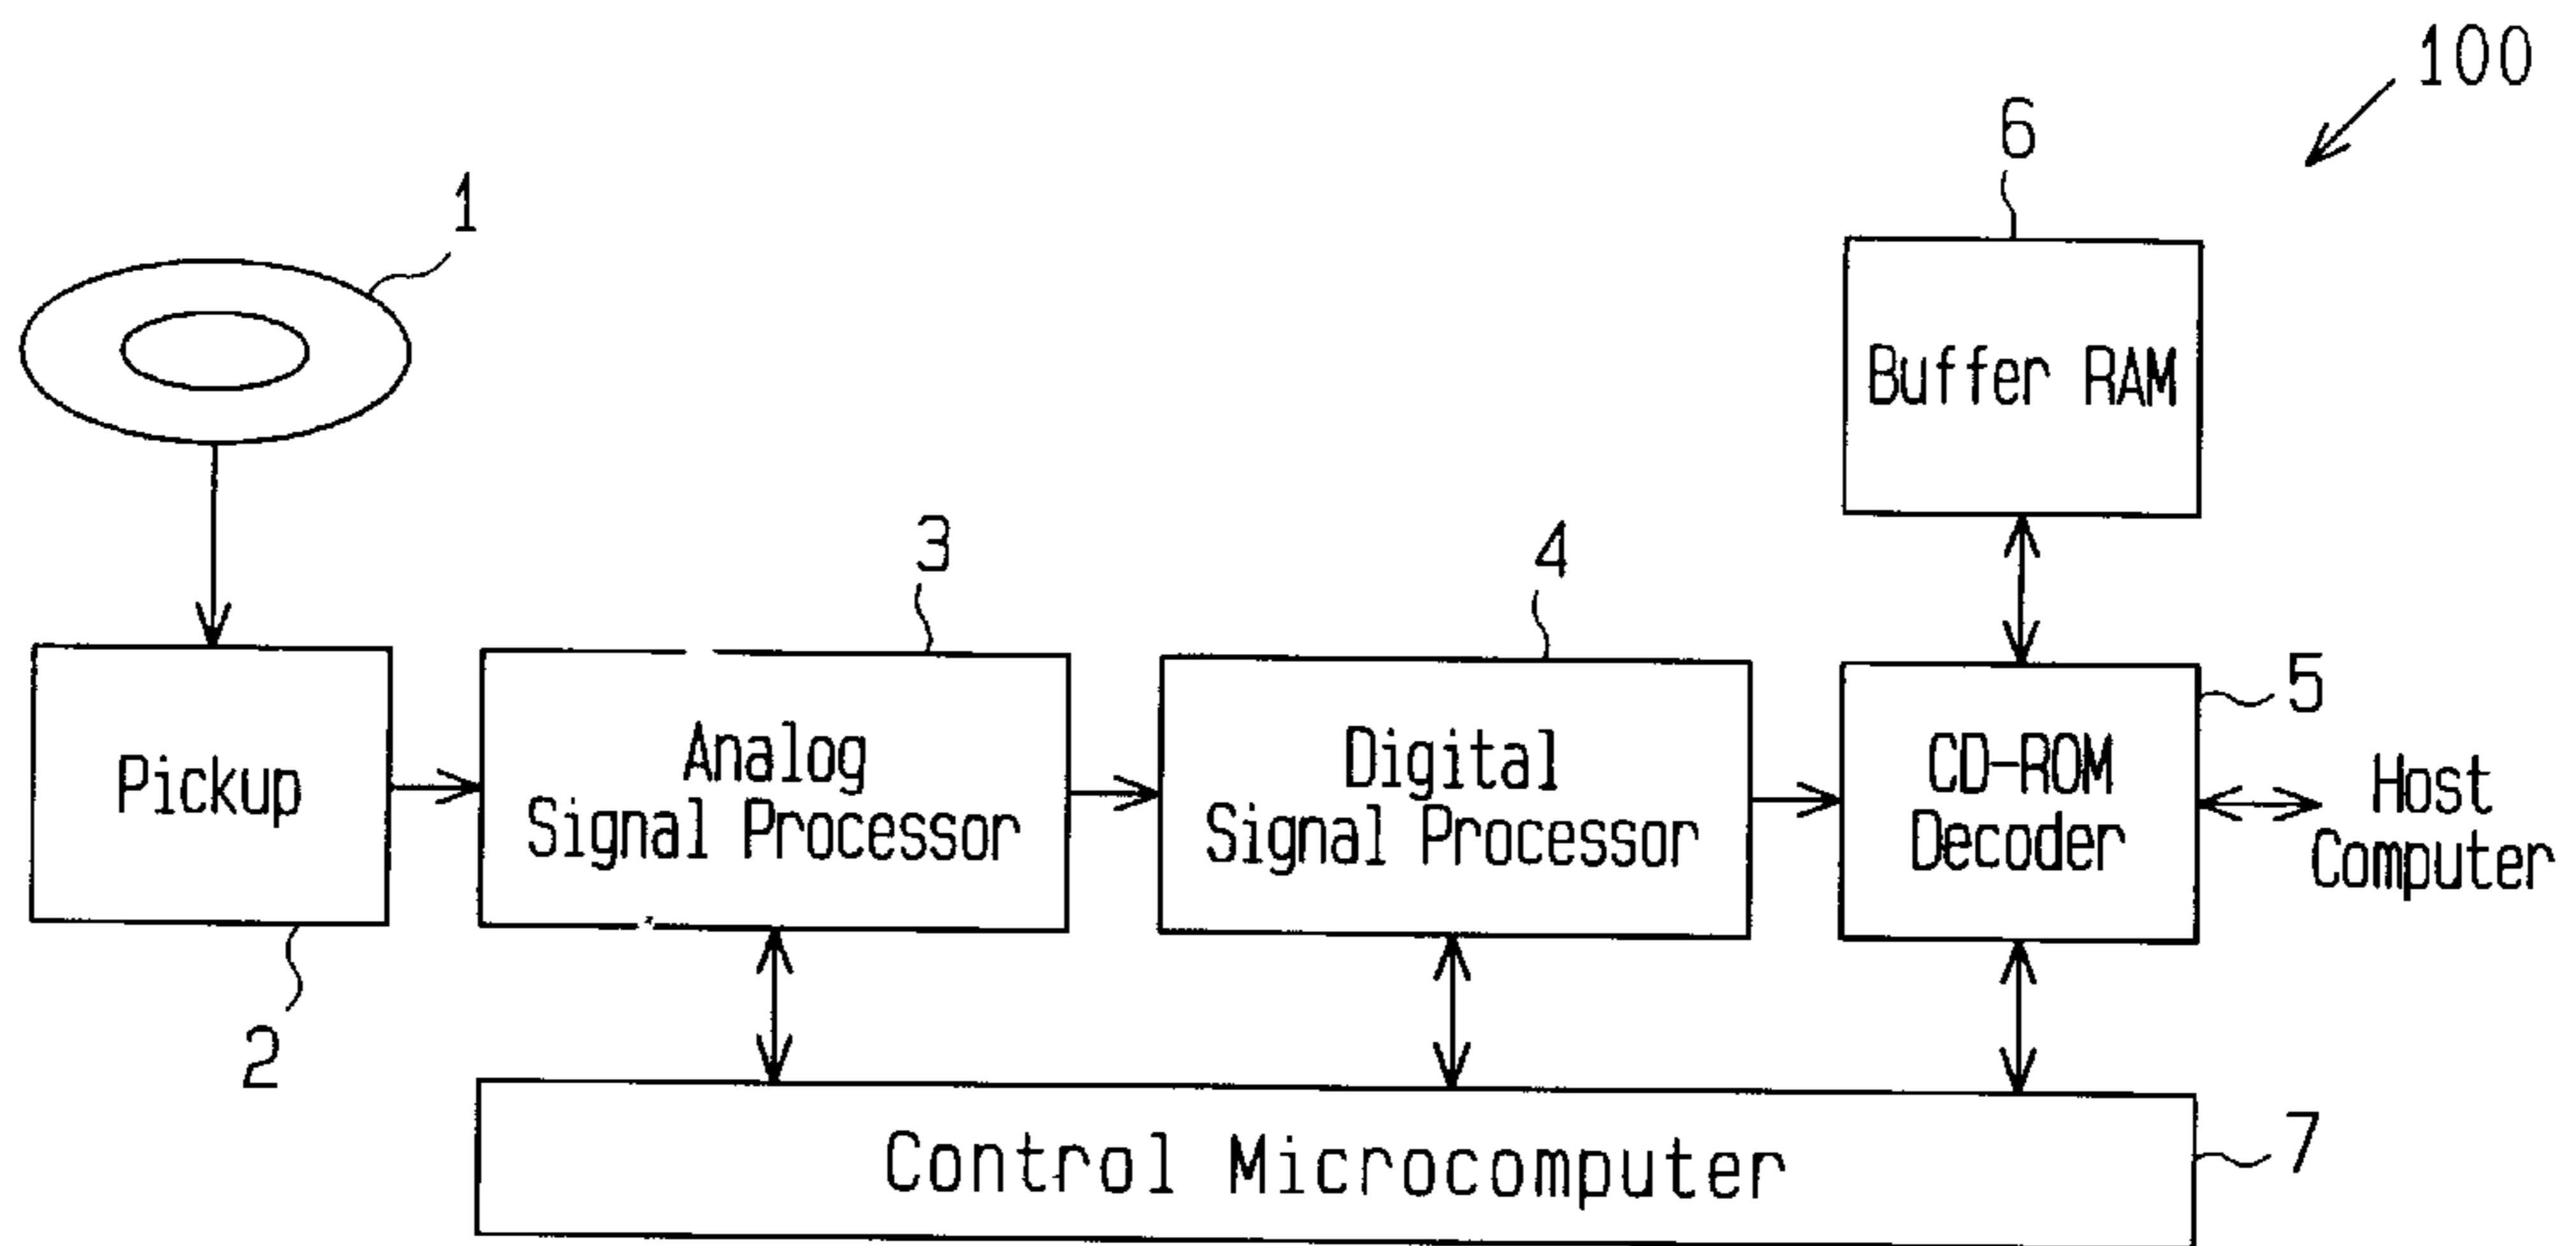 100
6
1
Buffer RAM
3
4
5
Pickup
Analog
Signal Processor
Digital
Signal Processor
CD-ROM
Decoder
Host
Computer
2
Control Microcomputer
7